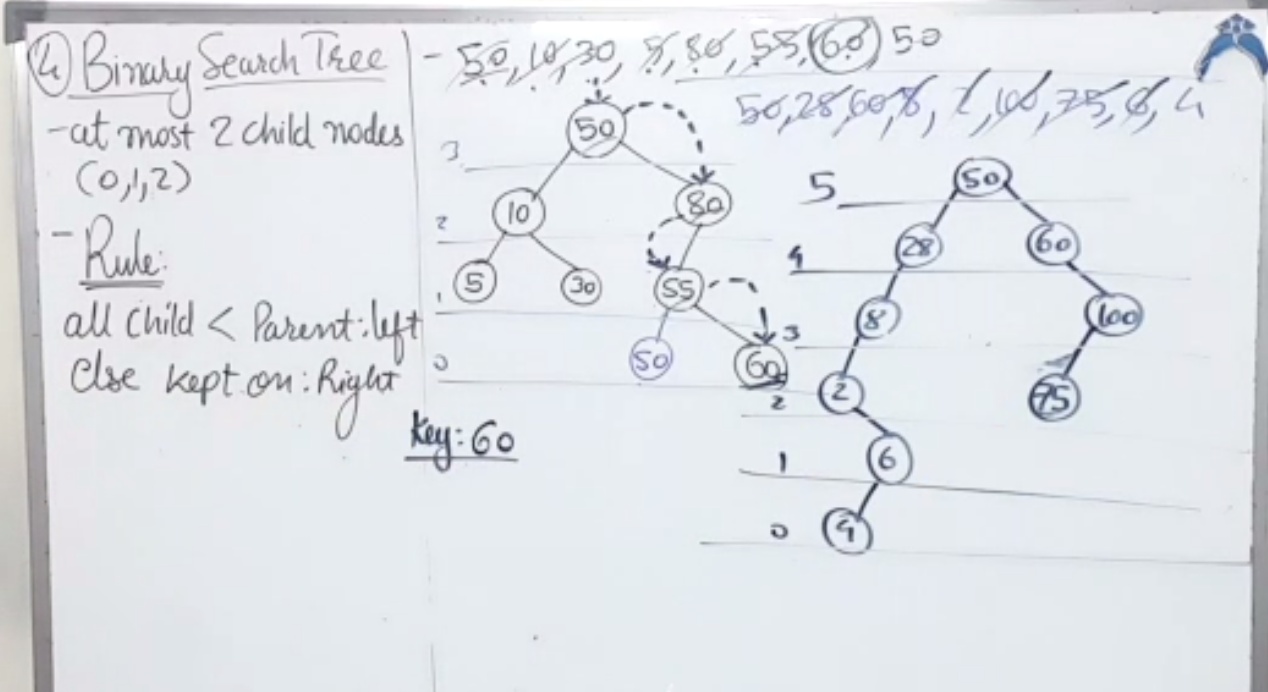 4 Binary Search Tree
-at most 2 child nodes
(0,1,2)
- Rule:
all child < Parent:left
Else kept on: Right
- 50, 10, 30, 5, 80, 55, 60, 50
50
10 80
5 30 55
50 60
3
2
1
0
Key: 60
50, 28, 60, 8, 2, 100, 75, 6, 4
5
4
3
2
1
0
50
28 60
8 100
2 75
6
4